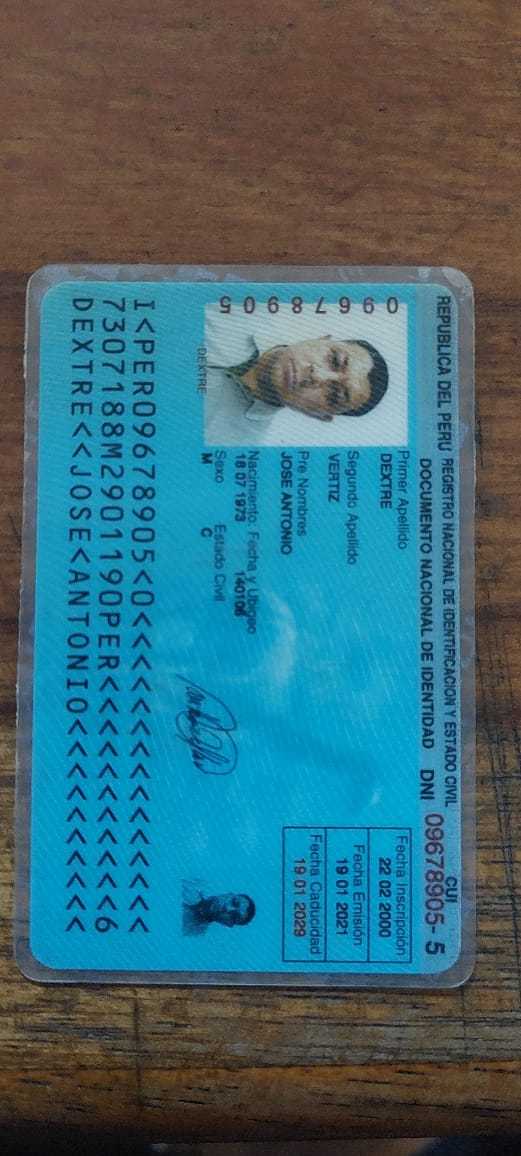 REPUBLICA DEL PERU REGISTRO NACIONAL DE IDENTIFICACION Y ESTADO CIVIL
DOCUMENTO NACIONAL DE IDENTIDAD DNI 09678905- 5
CUI
Primer Apellido
DEXTRE
Segundo Apellido
VERTIZ
Pre Nombres
JOSE ANTONIO
Nacimiento: Fecha y Ubigeo
18 07 1973 140106
Sexo Estado Civil
M C
Fecha Inscripción
22 02 2000
Fecha Emisión
19 01 2021
Fecha Caducidad
19 01 2029
09678905
DEXTRE
I<PER09678905<0<<<<<<<<<<<<<<<
7307188M2901190PER<<<<<<<<<<<6
DEXTRE<<JOSE<ANTONIO<<<<<<<<<<